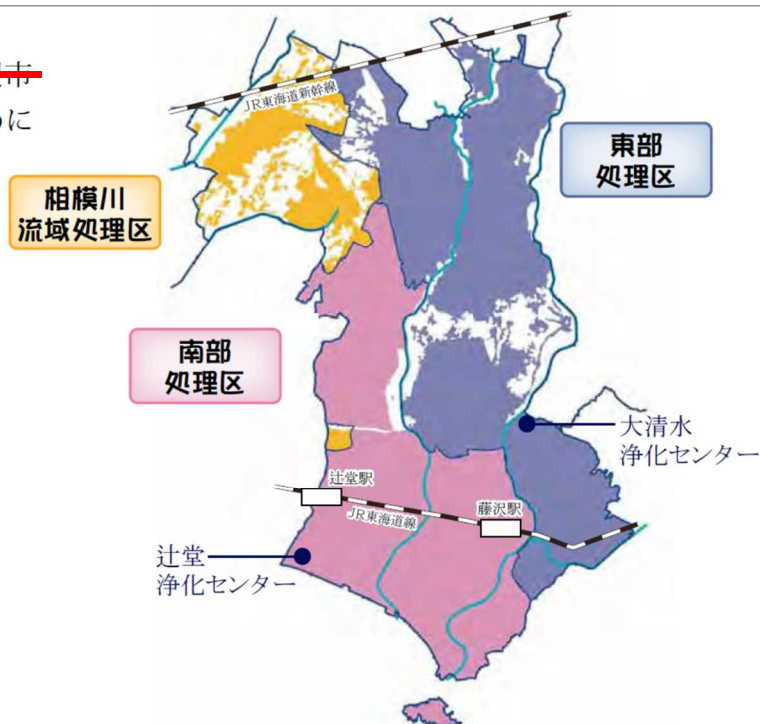 市
に
JR東海道新幹線
東部
処理区
相模川
流域処理区
南部
処理区
大清水
浄化センター
辻堂駅
藤沢駅
JR東海道線
辻堂
浄化センター